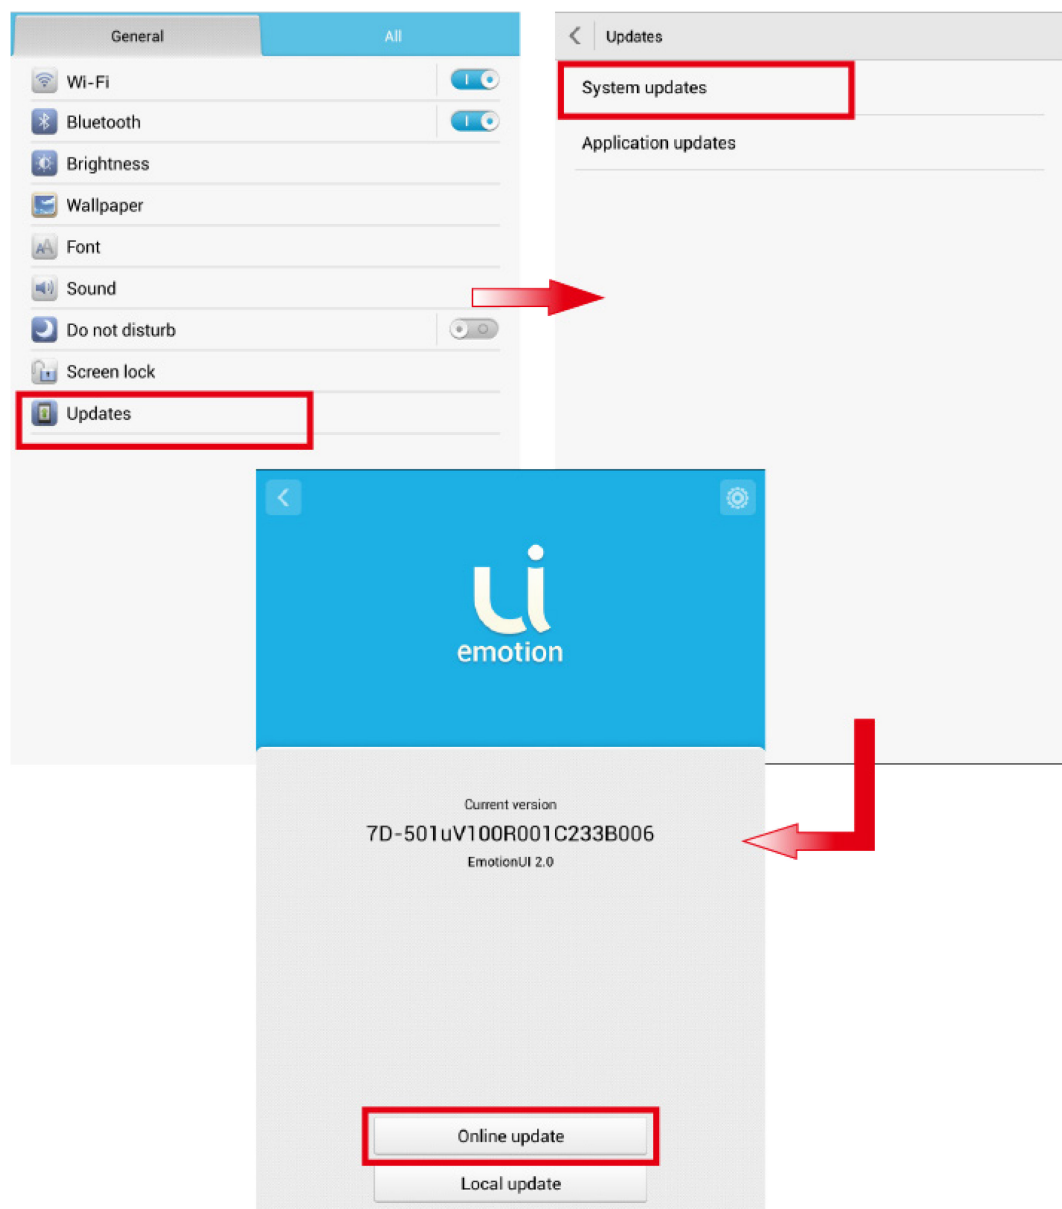 General
All
Wi-Fi
Bluetooth
Brightness
Wallpaper
Font
AA Sound
Do not disturb
Screen lock
Updates
Updates
System updates
Application updates
ui
emotion
Current version
7D-501uV100R001C233B006
EmotionUI 2.0
Online update
Local update